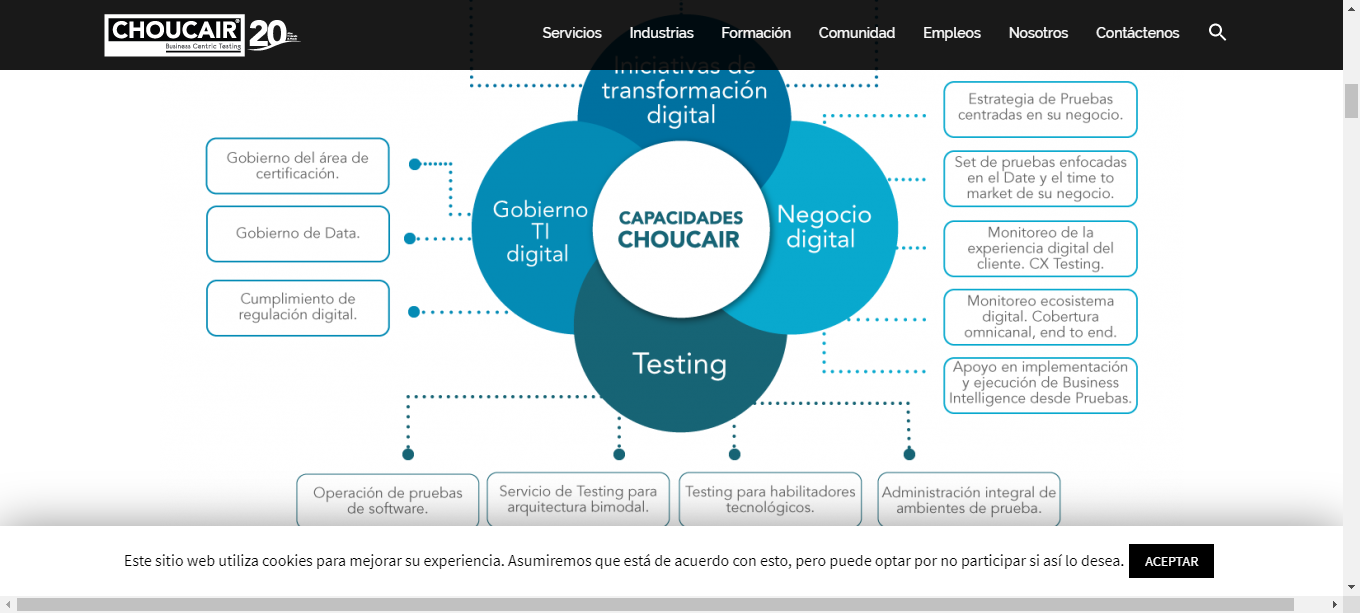 CHOUCAIR®
Business Centric Testing
20
Servicios
Industrias
Formación
Comunidad
Empleos
Nosotros
Contáctenos
Iniciativas de
transformación
digital
Gobierno del área de
certificación.
Gobierno de Data.
Cumplimiento de
regulación digital.
Gobierno
TI
digital
CAPACIDADES
CHOUCAIR
Negocio
digital
Testing
Estrategia de Pruebas
centradas en su negocio.
Set de pruebas enfocadas
en el Date y el time to
market de su negocio.
Monitoreo de la
experiencia digital del
cliente. CX Testing.
Monitoreo ecosistema
digital. Cobertura
omnicanal, end to end.
Apoyo en implementación
y ejecución de Business
Intelligence desde Pruebas.
Operación de pruebas
de software.
Servicio de Testing para
arquitectura bimodal.
Testing para habilitadores
tecnológicos.
Administración integral de
ambientes de prueba.
Este sitio web utiliza cookies para mejorar su experiencia. Asumiremos que está de acuerdo con esto, pero puede optar por no participar si así lo desea.
ACEPTAR